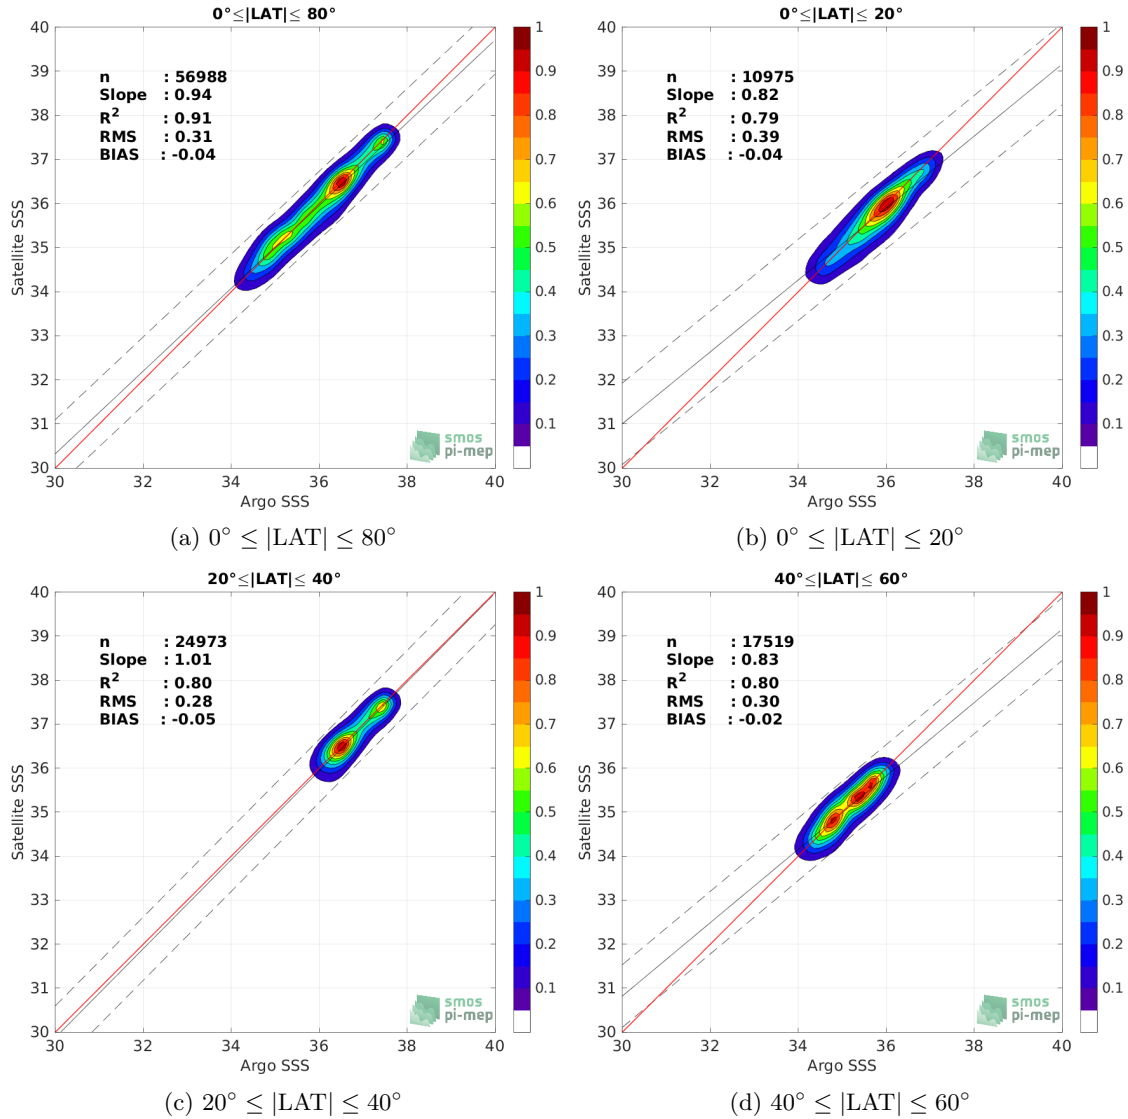 0°≤|LAT|≤ 80°
40
39
38
37
36
35
34
33
32
31
30
n : 56988
Slope : 0.94
R² : 0.91
RMS : 0.31
BIAS : -0.04
Satellite SSS
smos
pi-mep
30 32 34 36 38 40
Argo SSS
1
0.9
0.8
0.7
0.6
0.5
0.4
0.3
0.2
0.1
(a) 0° ≤ |LAT| ≤ 80°
0°≤|LAT|≤ 20°
40
39
38
37
36
35
34
33
32
31
30
n : 10975
Slope : 0.82
R² : 0.79
RMS : 0.39
BIAS : -0.04
Satellite SSS
smos
pi-mep
30 32 34 36 38 40
Argo SSS
1
0.9
0.8
0.7
0.6
0.5
0.4
0.3
0.2
0.1
(b) 0° ≤ |LAT| ≤ 20°
20°≤|LAT|≤ 40°
40
39
38
37
36
35
34
33
32
31
30
n : 24973
Slope : 1.01
R² : 0.80
RMS : 0.28
BIAS : -0.05
Satellite SSS
smos
pi-mep
30 32 34 36 38 40
Argo SSS
1
0.9
0.8
0.7
0.6
0.5
0.4
0.3
0.2
0.1
(c) 20° ≤ |LAT| ≤ 40°
40°≤|LAT|≤ 60°
40
39
38
37
36
35
34
33
32
31
30
n : 17519
Slope : 0.83
R² : 0.80
RMS : 0.30
BIAS : -0.02
Satellite SSS
smos
pi-mep
30 32 34 36 38 40
Argo SSS
1
0.9
0.8
0.7
0.6
0.5
0.4
0.3
0.2
0.1
(d) 40° ≤ |LAT| ≤ 60°